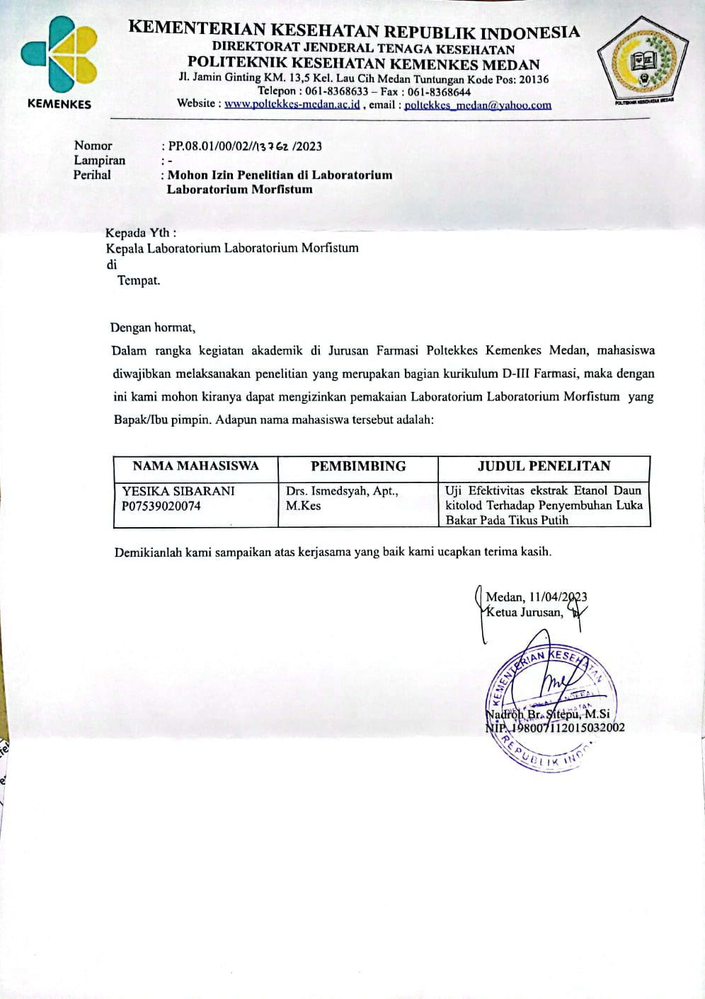 KEMENKES
KEMENTERIAN KESEHATAN REPUBLIK INDONESIA
DIREKTORAT JENDERAL TENAGA KESEHATAN
POLITEKNIK KESEHATAN KEMENKES MEDAN
Jl. Jamin Ginting KM. 13,5 Kel. Lau Cih Medan Tuntungan Kode Pos: 20136
Telepon : 061-8368633 – Fax : 061-8368644
Website : www.poltekkes-medan.ac.id , email : poltekkes_medan@yahoo.com
POLITEKNIK KESEHATAN MEDAN
Nomor : PP.08.01/00/02//13762 /2023
Lampiran : -
Perihal : Mohon Izin Penelitian di Laboratorium
Laboratorium Morfistum
Kepada Yth :
Kepala Laboratorium Laboratorium Morfistum
di
Tempat.
Dengan hormat,
Dalam rangka kegiatan akademik di Jurusan Farmasi Poltekkes Kemenkes Medan, mahasiswa
diwajibkan melaksanakan penelitian yang merupakan bagian kurikulum D-III Farmasi, maka dengan
ini kami mohon kiranya dapat mengizinkan pemakaian Laboratorium Laboratorium Morfistum yang
Bapak/Ibu pimpin. Adapun nama mahasiswa tersebut adalah:
NAMA MAHASISWA PEMBIMBING JUDUL PENELITAN
YESIKA SIBARANI Drs. Ismedsyah, Apt., Uji Efektivitas ekstrak Etanol Daun
P07539020074 M.Kes kitolod Terhadap Penyembuhan Luka
Bakar Pada Tikus Putih
Demikianlah kami sampaikan atas kerjasama yang baik kami ucapkan terima kasih.
Medan, 11/04/2023
Ketua Jurusan,
KEMENTERIAN KESEHATAN
Nadroh Br. Sitepu, M.Si
NIP. 198007112015032002
REPUBLIK INDO